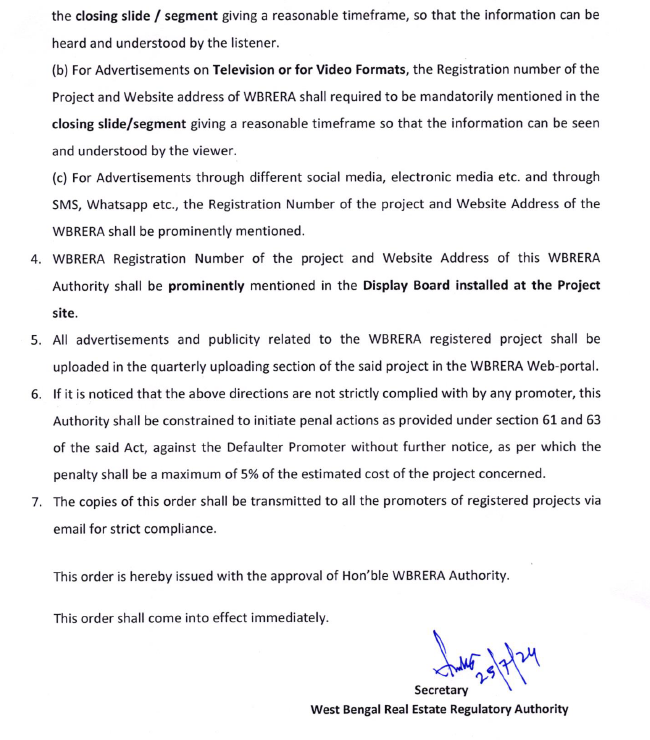 the closing slide / segment giving a reasonable timeframe, so that the information can be
heard and understood by the listener.
(b) For Advertisements on Television or for Video Formats, the Registration number of the
Project and Website address of WBRERA shall required to be mandatorily mentioned in the
closing slide/segment giving a reasonable timeframe so that the information can be seen
and understood by the viewer.
(c) For Advertisements through different social media, electronic media etc. and through
SMS, Whatsapp etc., the Registration Number of the project and Website Address of the
WBRERA shall be prominently mentioned.
4. WBRERA Registration Number of the project and Website Address of this WBRERA
Authority shall be prominently mentioned in the Display Board installed at the Project
site.
5. All advertisements and publicity related to the WBRERA registered project shall be
uploaded in the quarterly uploading section of the said project in the WBRERA Web-portal.
6. If it is noticed that the above directions are not strictly complied with by any promoter, this
Authority shall be constrained to initiate penal actions as provided under section 61 and 63
of the said Act, against the Defaulter Promoter without further notice, as per which the
penalty shall be a maximum of 5% of the estimated cost of the project concerned.
7. The copies of this order shall be transmitted to all the promoters of registered projects via
email for strict compliance.
This order is hereby issued with the approval of Hon'ble WBRERA Authority.
This order shall come into effect immediately.
25/7/24
Secretary
West Bengal Real Estate Regulatory Authority